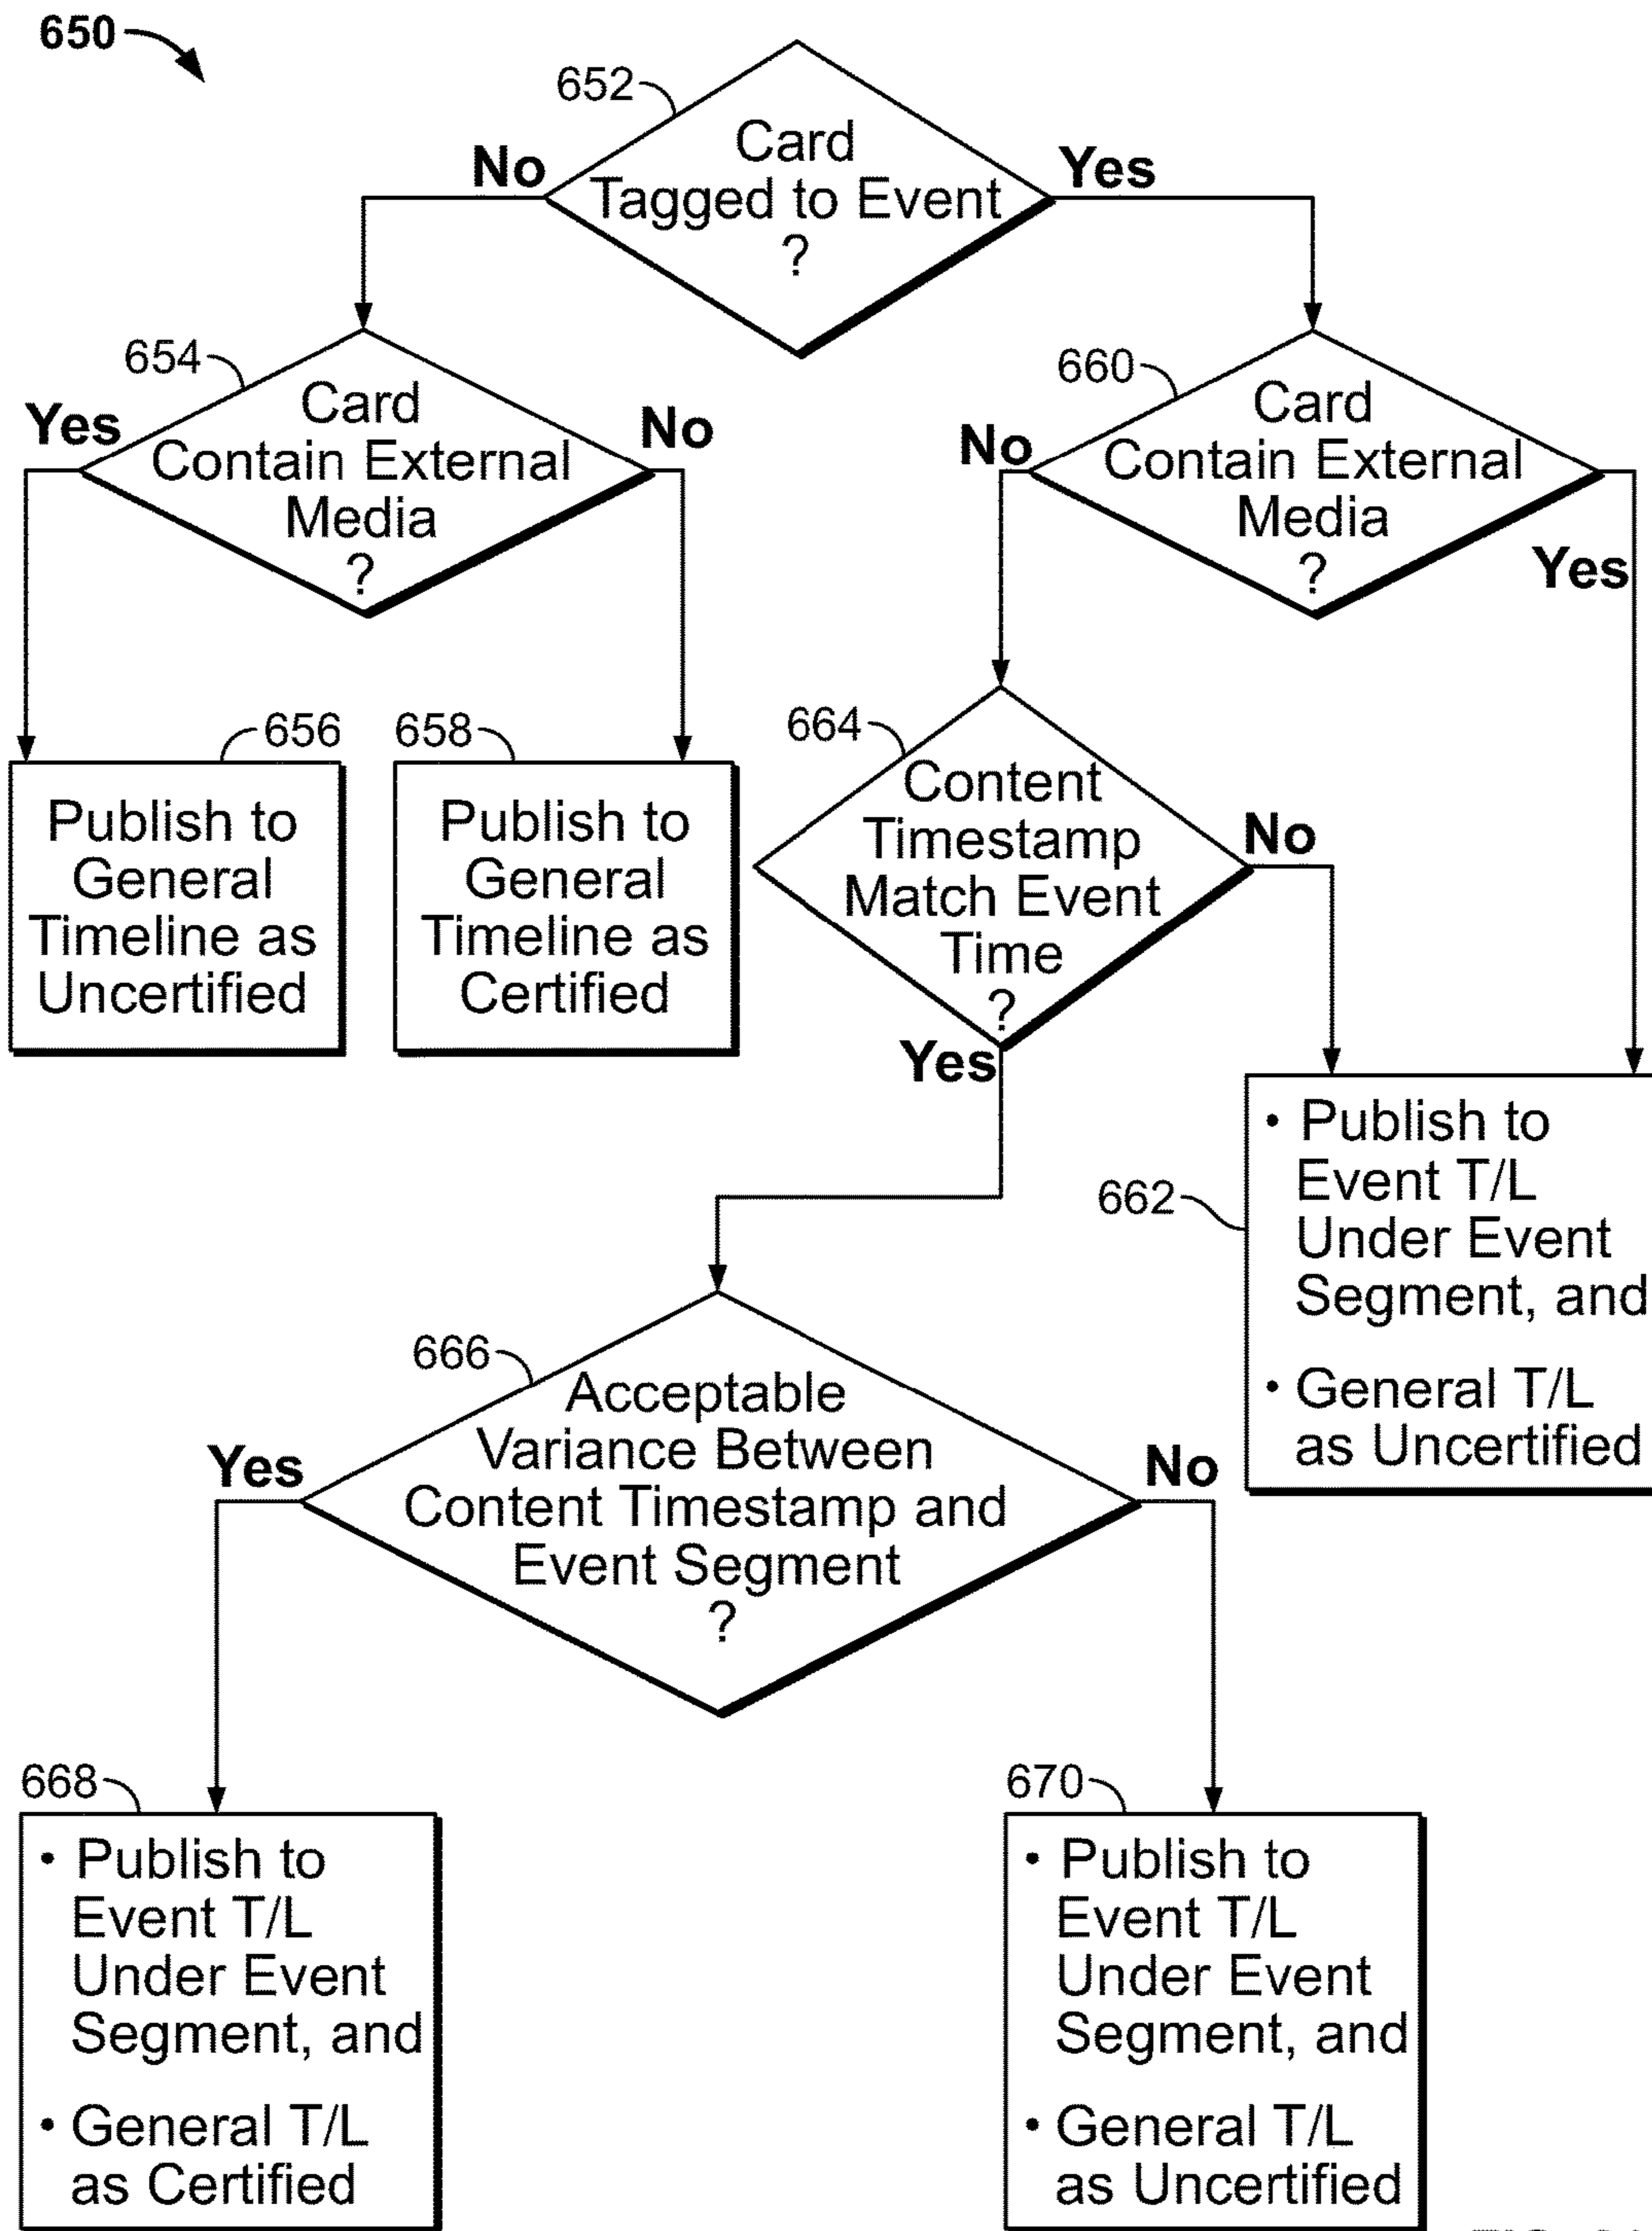 650
652
Card
Tagged to Event
?
No
Yes
654
Card
Contain External
Media
?
Yes
No
660
Card
Contain External
Media
?
No
Yes
656
Publish to
General
Timeline as
Uncertified
658
Publish to
General
Timeline as
Certified
664
Content
Timestamp
Match Event
Time
?
No
Yes
662
• Publish to
Event T/L
Under Event
Segment, and
• General T/L
as Uncertified
666
Acceptable
Variance Between
Content Timestamp and
Event Segment
?
Yes
No
668
• Publish to
Event T/L
Under Event
Segment, and
• General T/L
as Certified
670
• Publish to
Event T/L
Under Event
Segment, and
• General T/L
as Uncertified